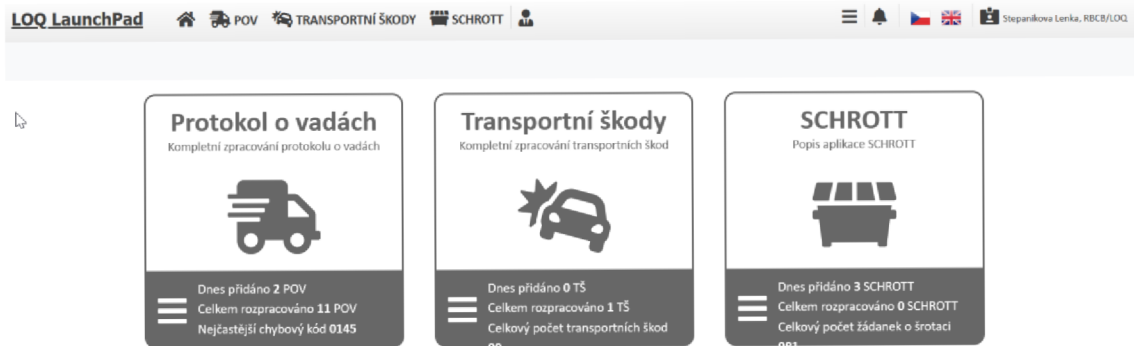 LOQ LaunchPad POV TRANSPORTNÍ ŠKODY SCHROTT Stepanikova Lenka, RBCB/LOQ
Protokol o vadách
Kompletní zpracování protokolu o vadách
Dnes přidáno 2 POV
Celkem rozpracováno 11 POV
Nejčastější chybový kód 0145
Transportní škody
Kompletní zpracování transportních škod
Dnes přidáno 0 TŠ
Celkem rozpracováno 1 TŠ
Celkový počet transportních škod
SCHROTT
Popis aplikace SCHROTT
Dnes přidáno 3 SCHROTT
Celkem rozpracováno 0 SCHROTT
Celkový počet žádanek o šrotaci